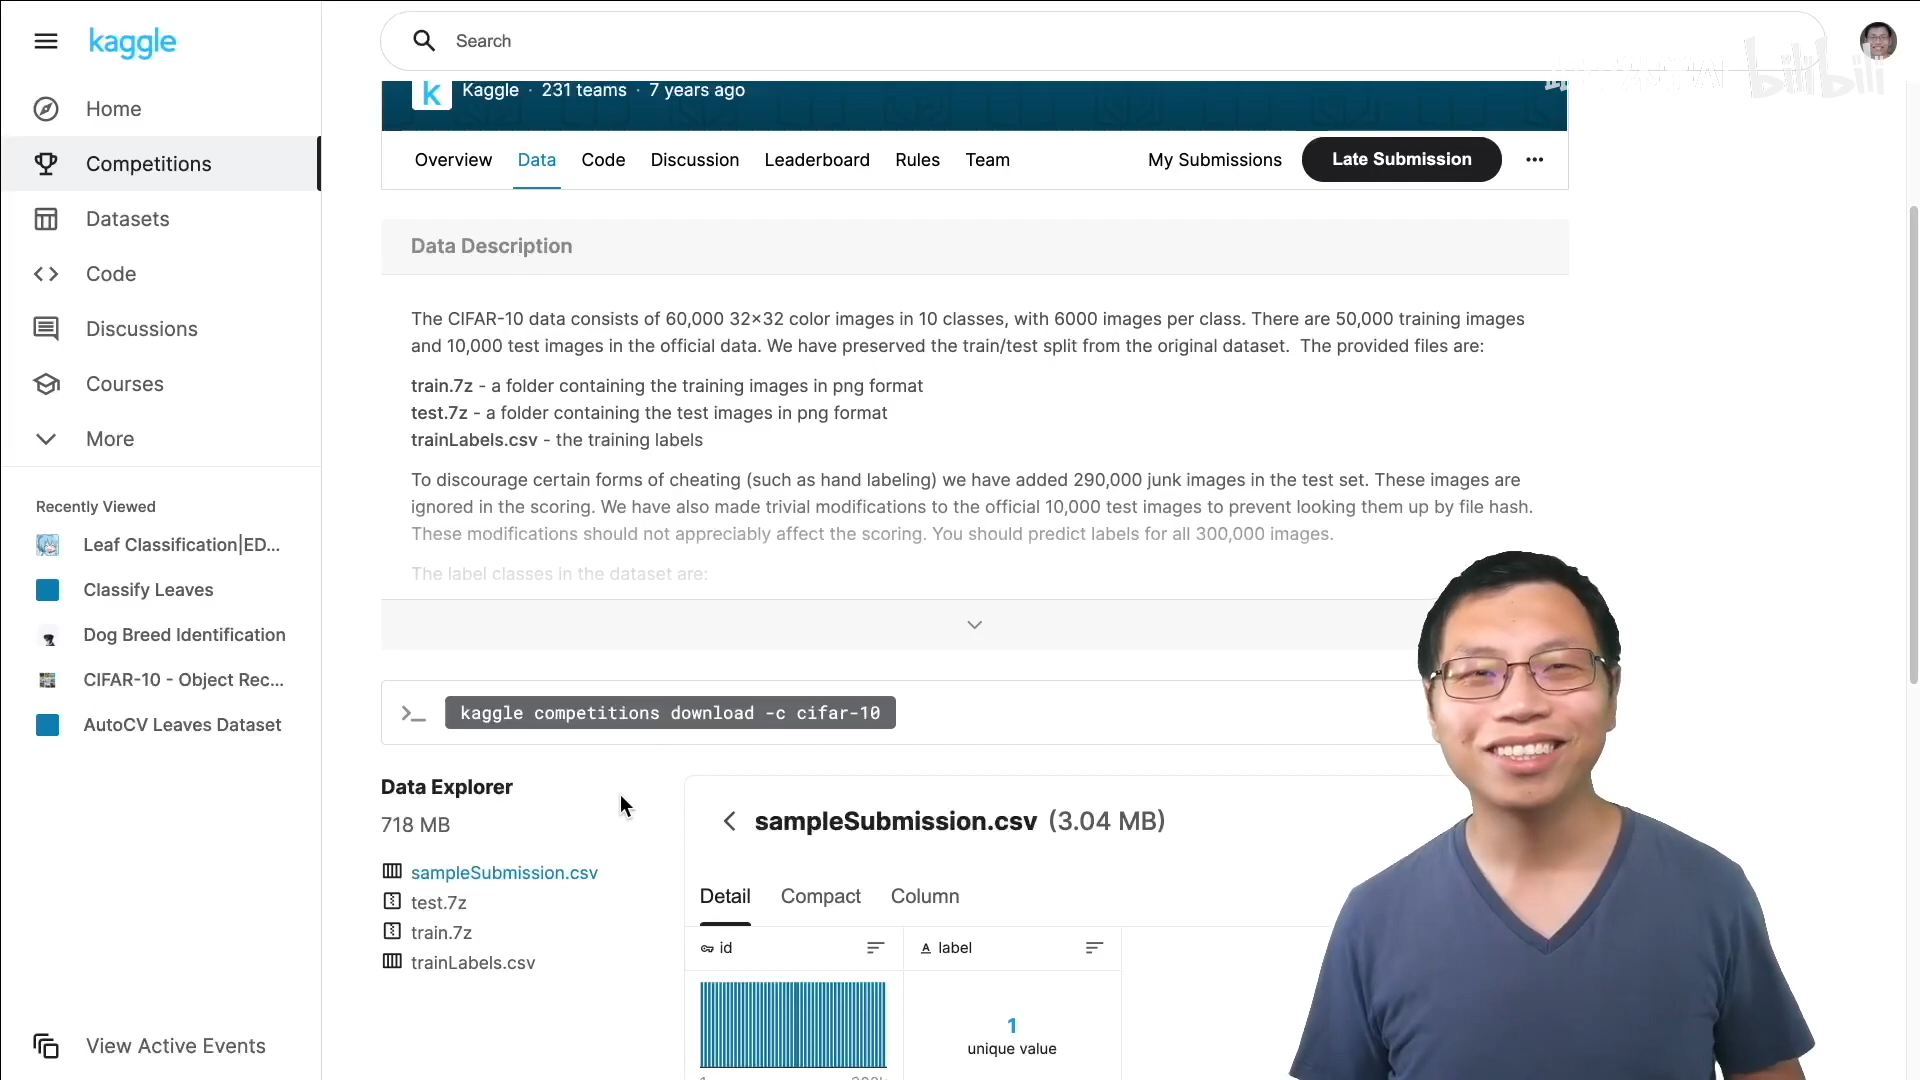 kaggle
Search
Home
Competitions
Datasets
Code
Discussions
Courses
More
Recently Viewed
Leaf Classification|ED...
Classify Leaves
Dog Breed Identification
CIFAR-10 - Object Rec...
AutoCV Leaves Dataset
View Active Events
bilibili
k
Kaggle · 231 teams · 7 years ago
Overview Data Code Discussion Leaderboard Rules Team My Submissions Late Submission
Data Description
The CIFAR-10 data consists of 60,000 32×32 color images in 10 classes, with 6000 images per class. There are 50,000 training images
and 10,000 test images in the official data. We have preserved the train/test split from the original dataset. The provided files are:
train.7z - a folder containing the training images in png format
test.7z - a folder containing the test images in png format
trainLabels.csv - the training labels
To discourage certain forms of cheating (such as hand labeling) we have added 290,000 junk images in the test set. These images are
ignored in the scoring. We have also made trivial modifications to the official 10,000 test images to prevent looking them up by file hash.
These modifications should not appreciably affect the scoring. You should predict labels for all 300,000 images.
The label classes in the dataset are:
>_ kaggle competitions download -c cifar-10
Data Explorer
718 MB
sampleSubmission.csv
test.7z
train.7z
trainLabels.csv
sampleSubmission.csv (3.04 MB)
Detail Compact Column
id
A label
1
unique value